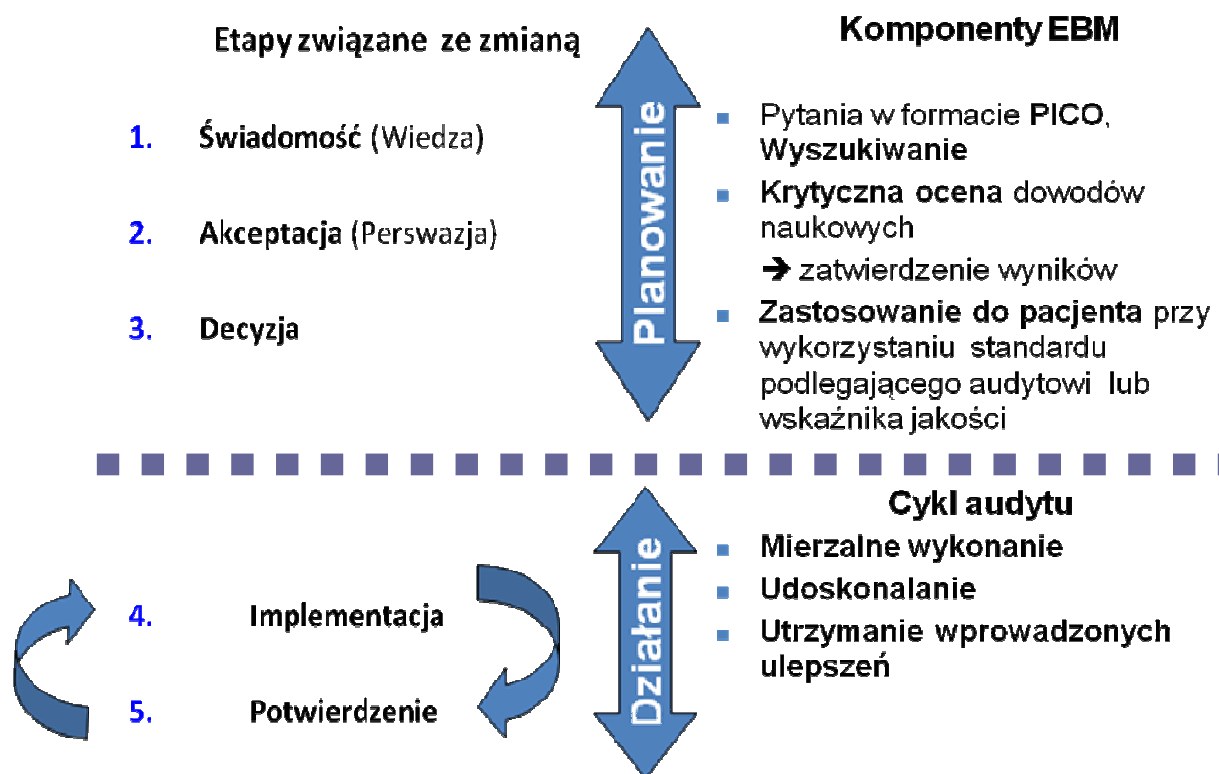 Etapy związane ze zmianą
1. Świadomość (Wiedza)
2. Akceptacja (Perswazja)
3. Decyzja
Planowanie
Komponenty EBM
Pytania w formacie PICO,
Wyszukiwanie
Krytyczna ocena dowodów
naukowych
➔ zatwierdzenie wyników
Zastosowanie do pacjenta przy
wykorzystaniu standardu
podlegającego audytowi lub
wskaźnika jakości
4. Implementacja
5. Potwierdzenie
Działanie
Cykl audytu
Mierzalne wykonanie
Udoskonalanie
Utrzymanie wprowadzonych
ulepszeń